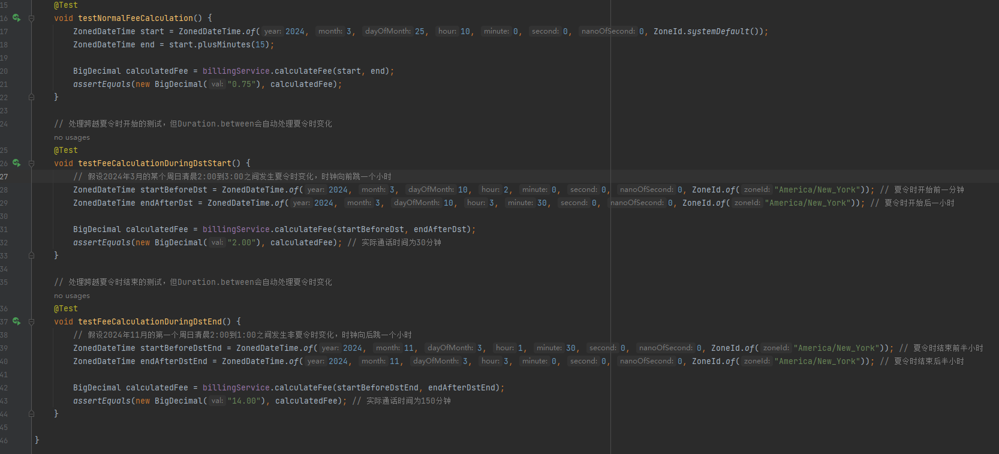 15 @Test
16 void testNormalFeeCalculation() {
17 ZonedDateTime start = ZonedDateTime.of( year: 2024, month: 3, dayOfMonth: 25, hour: 10, minute: 0, second: 0, nanoOfSecond: 0, ZoneId.systemDefault());
18 ZonedDateTime end = start.plusMinutes(15);
19
20 BigDecimal calculatedFee = billingService.calculateFee(start, end);
21 assertEquals(new BigDecimal( val: "0.75"), calculatedFee);
22 }
23
24 // 处理跨越夏令时开始的测试，但Duration.between会自动处理夏令时变化
no usages
25 @Test
26 void testFeeCalculationDuringDstStart() {
27 // 假设2024年3月的某个周日清晨2:00到3:00之间发生夏令时变化，时钟向前跳一个小时
28 ZonedDateTime startBeforeDst = ZonedDateTime.of( year: 2024, month: 3, dayOfMonth: 10, hour: 2, minute: 0, second: 0, nanoOfSecond: 0, ZoneId.of( zoneId: "America/New_York")); // 夏令时开始前一分钟
29 ZonedDateTime endAfterDst = ZonedDateTime.of( year: 2024, month: 3, dayOfMonth: 10, hour: 3, minute: 30, second: 0, nanoOfSecond: 0, ZoneId.of( zoneId: "America/New_York")); // 夏令时开始后一小时
30
31 BigDecimal calculatedFee = billingService.calculateFee(startBeforeDst, endAfterDst);
32 assertEquals(new BigDecimal( val: "2.00"), calculatedFee); // 实际通话时间为30分钟
33 }
34
35 // 处理跨越夏令时结束的测试，但Duration.between会自动处理夏令时变化
no usages
36 @Test
37 void testFeeCalculationDuringDstEnd() {
38 // 假设2024年11月的第一个周日清晨2:00到1:00之间发生非夏令时变化，时钟向后跳一个小时
39 ZonedDateTime startBeforeDstEnd = ZonedDateTime.of( year: 2024, month: 11, dayOfMonth: 3, hour: 1, minute: 30, second: 0, nanoOfSecond: 0, ZoneId.of( zoneId: "America/New_York")); // 夏令时结束前半小时
40 ZonedDateTime endAfterDstEnd = ZonedDateTime.of( year: 2024, month: 11, dayOfMonth: 3, hour: 3, minute: 0, second: 0, nanoOfSecond: 0, ZoneId.of( zoneId: "America/New_York")); // 夏令时结束后半小时
41
42 BigDecimal calculatedFee = billingService.calculateFee(startBeforeDstEnd, endAfterDstEnd);
43 assertEquals(new BigDecimal( val: "14.00"), calculatedFee); // 实际通话时间为150分钟
44 }
45
46 }